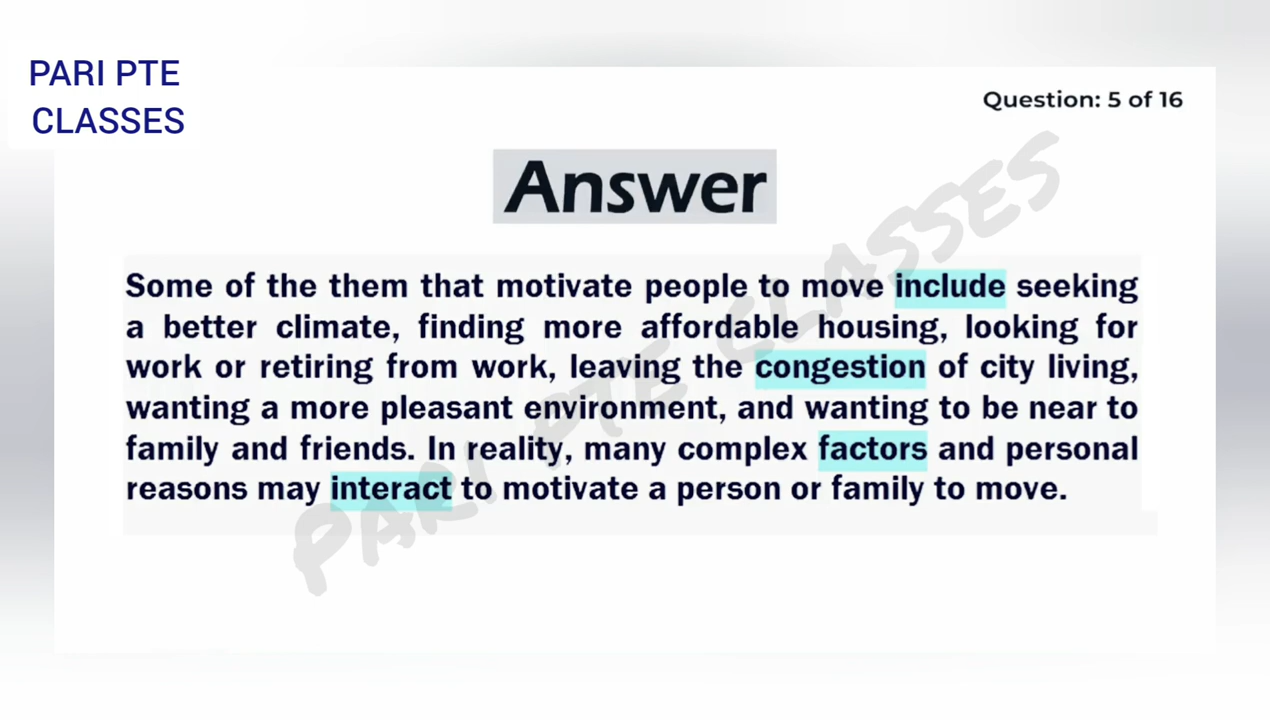 PARI PTE
CLASSES
Question: 5 of 16
Answer
Some of the them that motivate people to move include seeking
a better climate, finding more affordable housing, looking for
work or retiring from work, leaving the congestion of city living,
wanting a more pleasant environment, and wanting to be near to
family and friends. In reality, many complex factors and personal
reasons may interact to motivate a person or family to move.
PARI PTE CLASSES